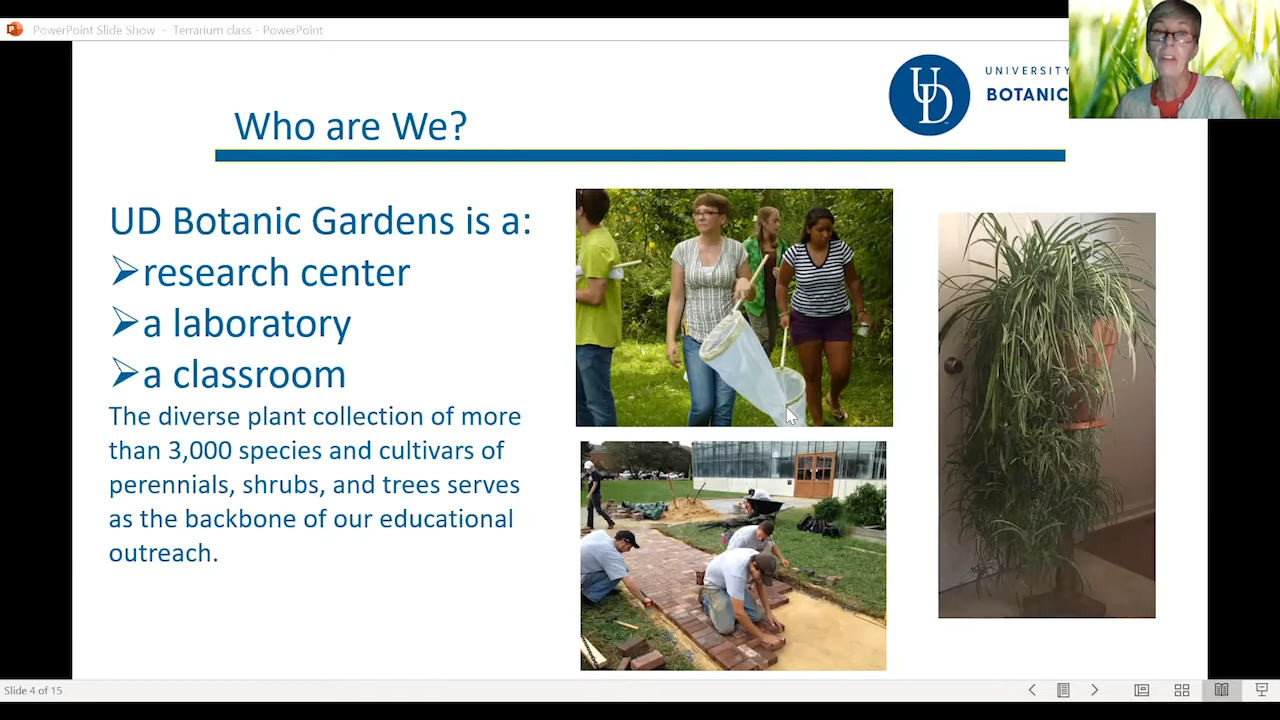 PowerPoint Slide Show - Terrarium class - PowerPoint
UD
UNIVERSITY
BOTANIC
Who are We?
UD Botanic Gardens is a:
➢research center
➢a laboratory
➢a classroom
The diverse plant collection of more
than 3,000 species and cultivars of
perennials, shrubs, and trees serves
as the backbone of our educational
outreach.
Slide 4 of 15